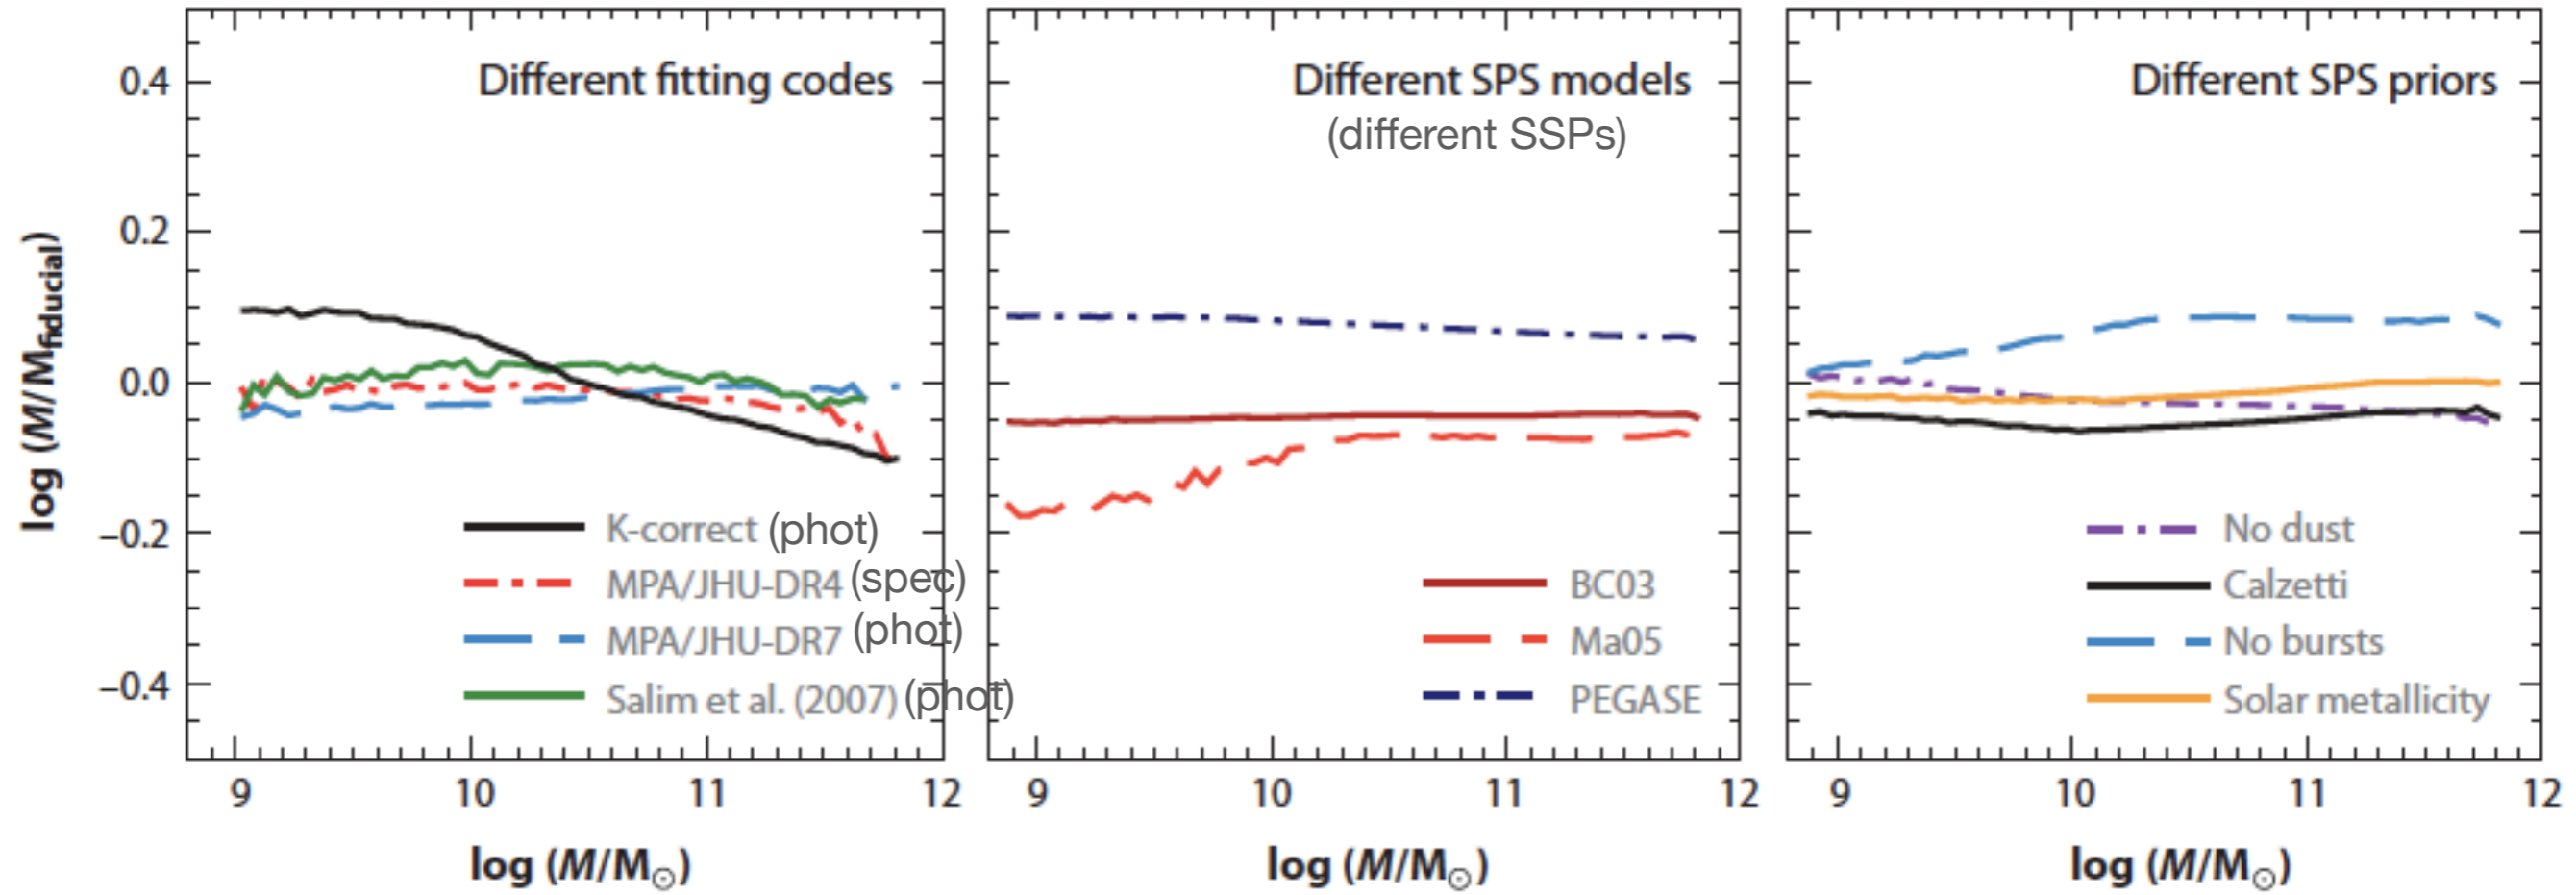 Different fitting codes
0.4
0.2
0.0
−0.2
−0.4
log (M/M_fiducial)
K-correct (phot)
MPA/JHU-DR4 (spec)
MPA/JHU-DR7 (phot)
Salim et al. (2007) (phot)
9 10 11 12
log (M/M☉)
Different SPS models
(different SSPs)
BC03
Ma05
PEGASE
9 10 11 12
log (M/M☉)
Different SPS priors
No dust
Calzetti
No bursts
Solar metallicity
9 10 11 12
log (M/M☉)